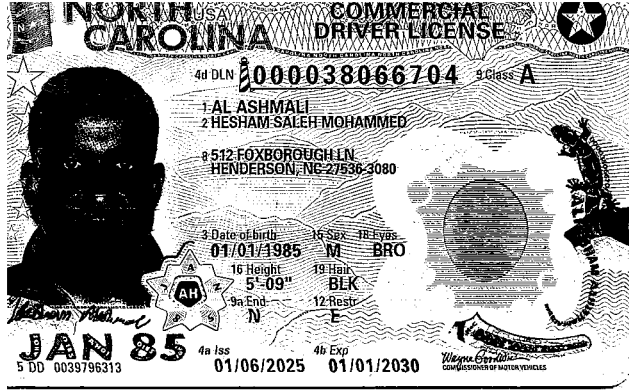 NORTH USA
CAROLINA
COMMERCIAL
DRIVER LICENSE
4d DLN 000038066704 9 Class A
1 AL ASHMALI
2 HESHAM SALEH MOHAMMED
8 512 FOXBOROUGH LN
HENDERSON, NC 27536-3080
3 Date of birth 15 Sex 18 Eyes
01/01/1985 M BRO
16 Height 19 Hair
5'-09" BLK
9a End 12 Restr
N E
AH
JAN 85
4a Iss 01/06/2025 4b Exp 01/01/2030
5 DD 0039796313
COMMISSIONER OF MOTOR VEHICLES